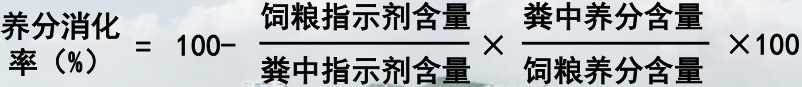 养分消化
率（%） = 100- 饲粮指示剂含量 × 粪中养分含量 ×100
粪中指示剂含量 饲粮养分含量